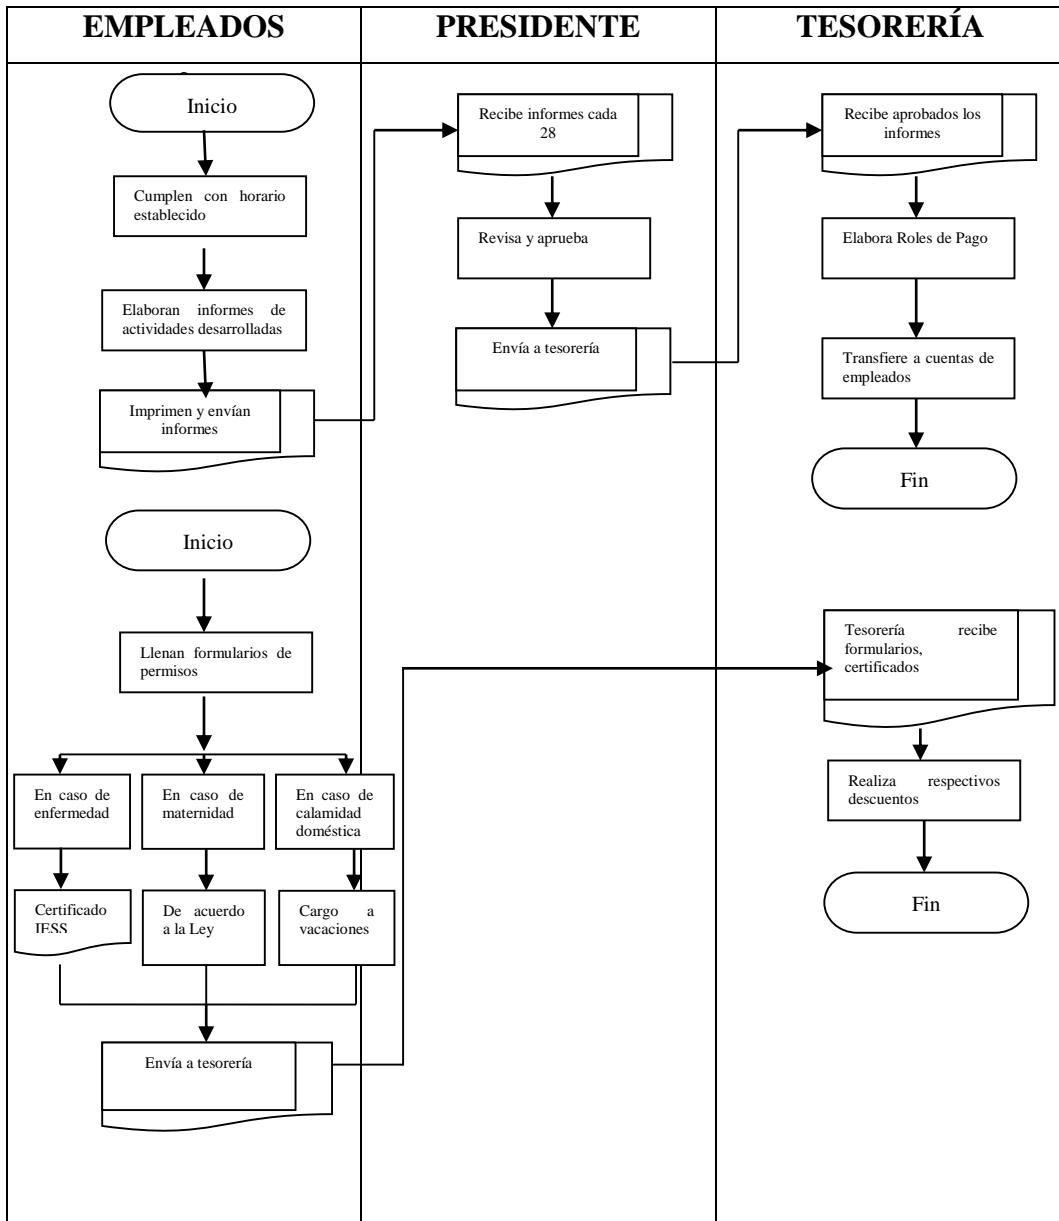 EMPLEADOS
PRESIDENTE
TESORERÍA
Inicio
Cumplen con horario
establecido
Elaboran informes de
actividades desarrolladas
Imprimen y envían
informes
Recibe informes cada
28
Revisa y aprueba
Envía a tesorería
Recibe aprobados los
informes
Elabora Roles de Pago
Transfiere a cuentas de
empleados
Fin
Inicio
Llenan formularios de
permisos
En caso de
enfermedad
En caso de
maternidad
En caso de
calamidad
doméstica
Certificado
IESS
De acuerdo
a la Ley
Cargo a
vacaciones
Envía a tesorería
Tesorería recibe
formularios,
certificados
Realiza respectivos
descuentos
Fin